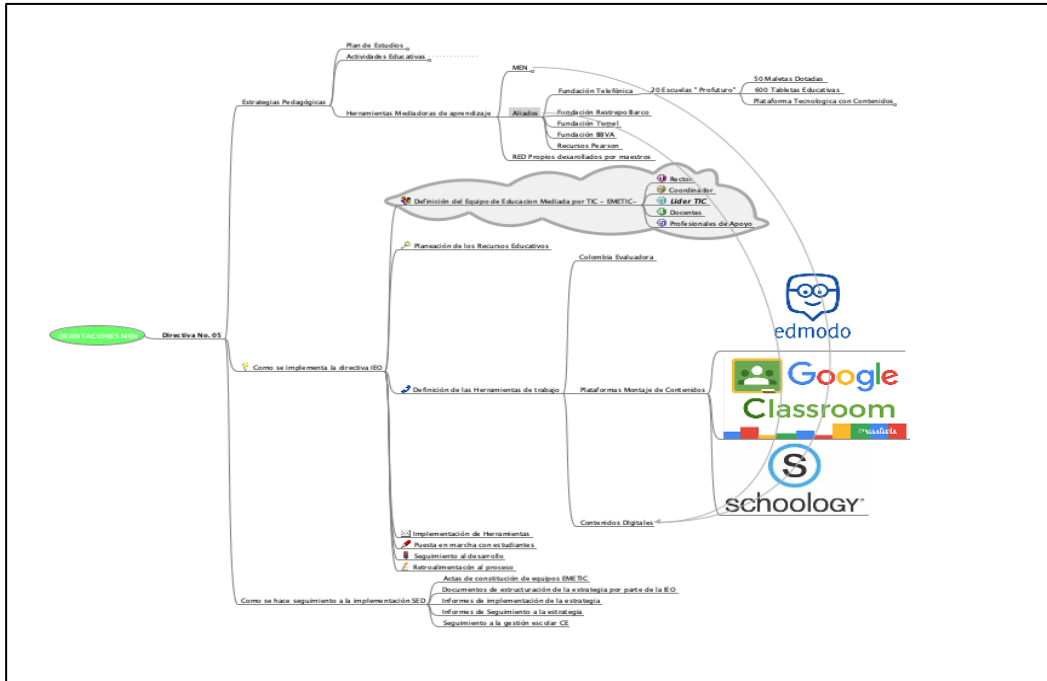 ORIENTACIONES MEN
Directiva No. 05
Estrategias Pedagógicas
Plan de Estudios
Actividades Educativas
Herramientas Mediadoras de aprendizaje
MEN
Aliados
Fundación Telefónica
20 Escuelas " Profuturo"
50 Maletas Dotadas
600 Tabletas Educativas
Plataforma Tecnologica con Contenidos
Fundación Restrepo Barco
Fundación
Fundación BBVA
Recursos Pearson
RED Propios desarollados por maestros
Como se implementa la directiva IEO
Definición del Equipo de Educacion Mediada por TIC - EMETIC-
Rector
Coordinador
Lider TIC
Docentes
Profesionales de Apoyo
Planeación de los Recursos Educativos
Definición de las Herramientas de trabajo
Colombia Evaluadora
Plataformas Montaje de Contenidos
edmodo
Google
Classroom
S
SCHOOLOGY
Contenidos Digitales
Implementación de Herramientas
Puesta en marcha con estudiantes
Seguimiento al desarrollo
Retroalimentacón al proceso
Como se hace seguimiento a la implementación SED
Actas de constitución de equipos EMETIC
Documentos de estructuración de la estrategia por parte de la IEO
Informes de implementación de la estrategia
Informes de Seguimiento a la estrategia
Seguimiento a la gestión escolar CE